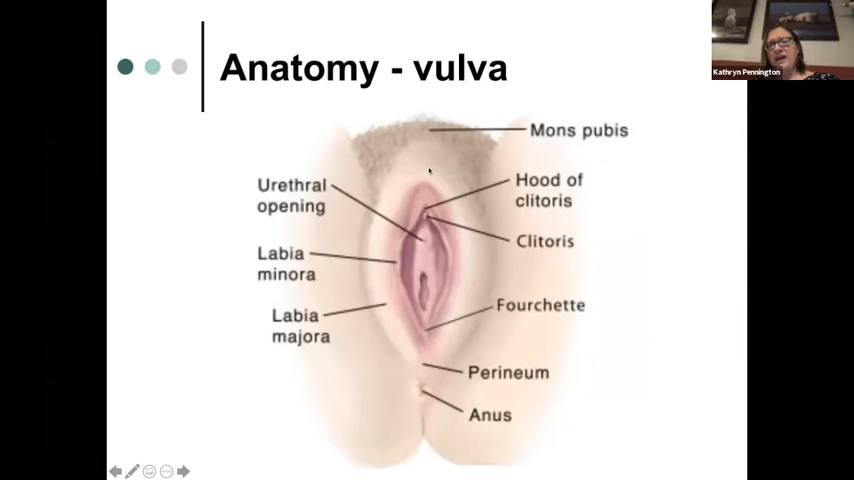 Kathryn Pennington
Anatomy - vulva
Mons pubis
Urethral
opening
Hood of
clitoris
Clitoris
Labia
minora
Labia
majora
Fourchette
Perineum
Anus